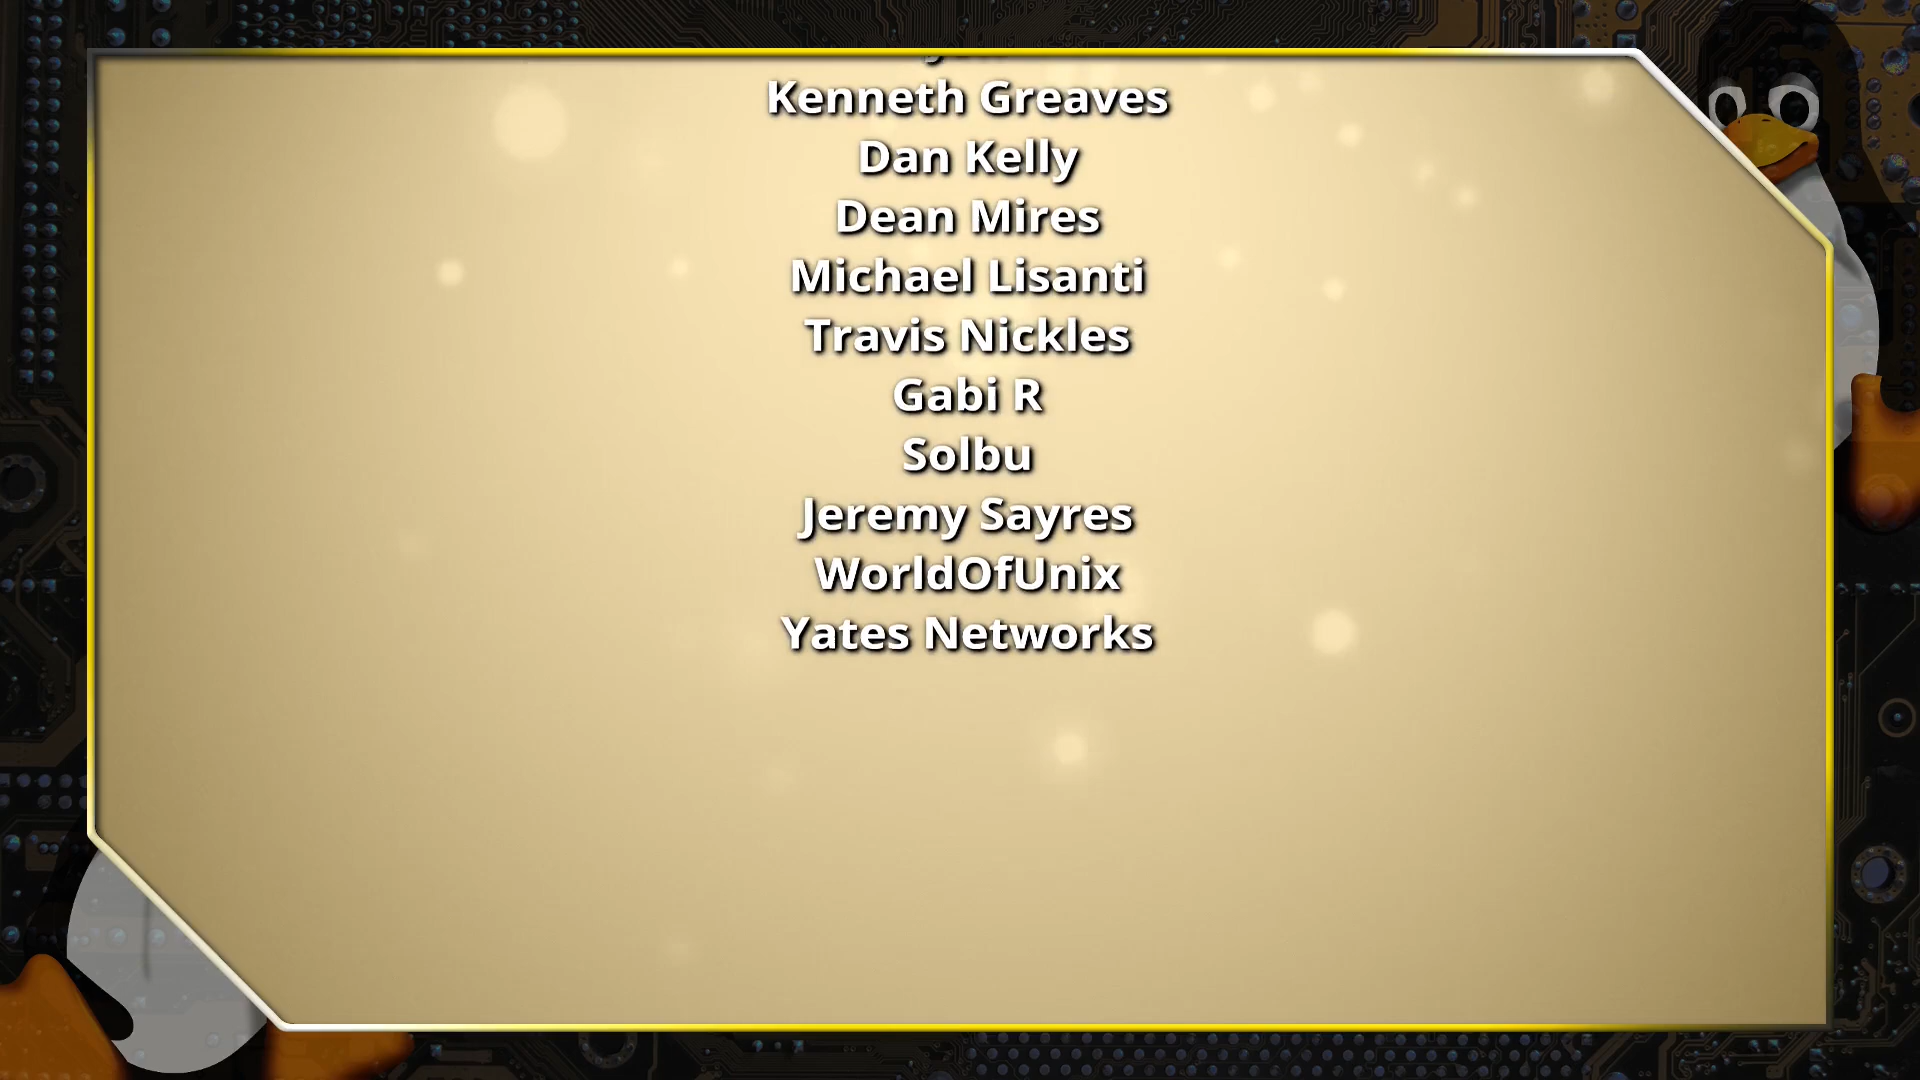 Kenneth Greaves
Dan Kelly
Dean Mires
Michael Lisanti
Travis Nickles
Gabi R
Solbu
Jeremy Sayres
WorldOfUnix
Yates Networks